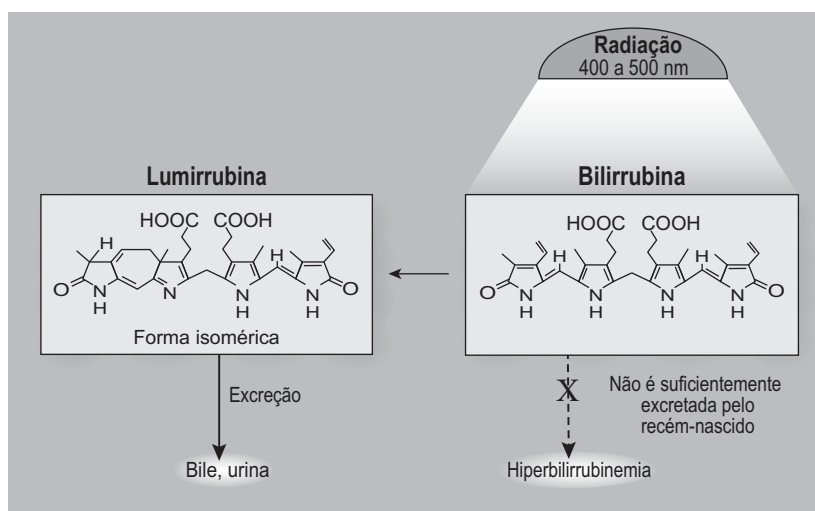 Radiação
400 a 500 nm
Lumirrubina
Bilirrubina
HOOC COOH
H
O
N
H
N
N
H
H
N
H
O
Forma isomérica
HOOC COOH
H
H
O
N
H
N
H
N
H
N
H
O
Excreção
X
Não é suficientemente
excretada pelo
recém-nascido
Bile, urina
Hiperbilirrubinemia